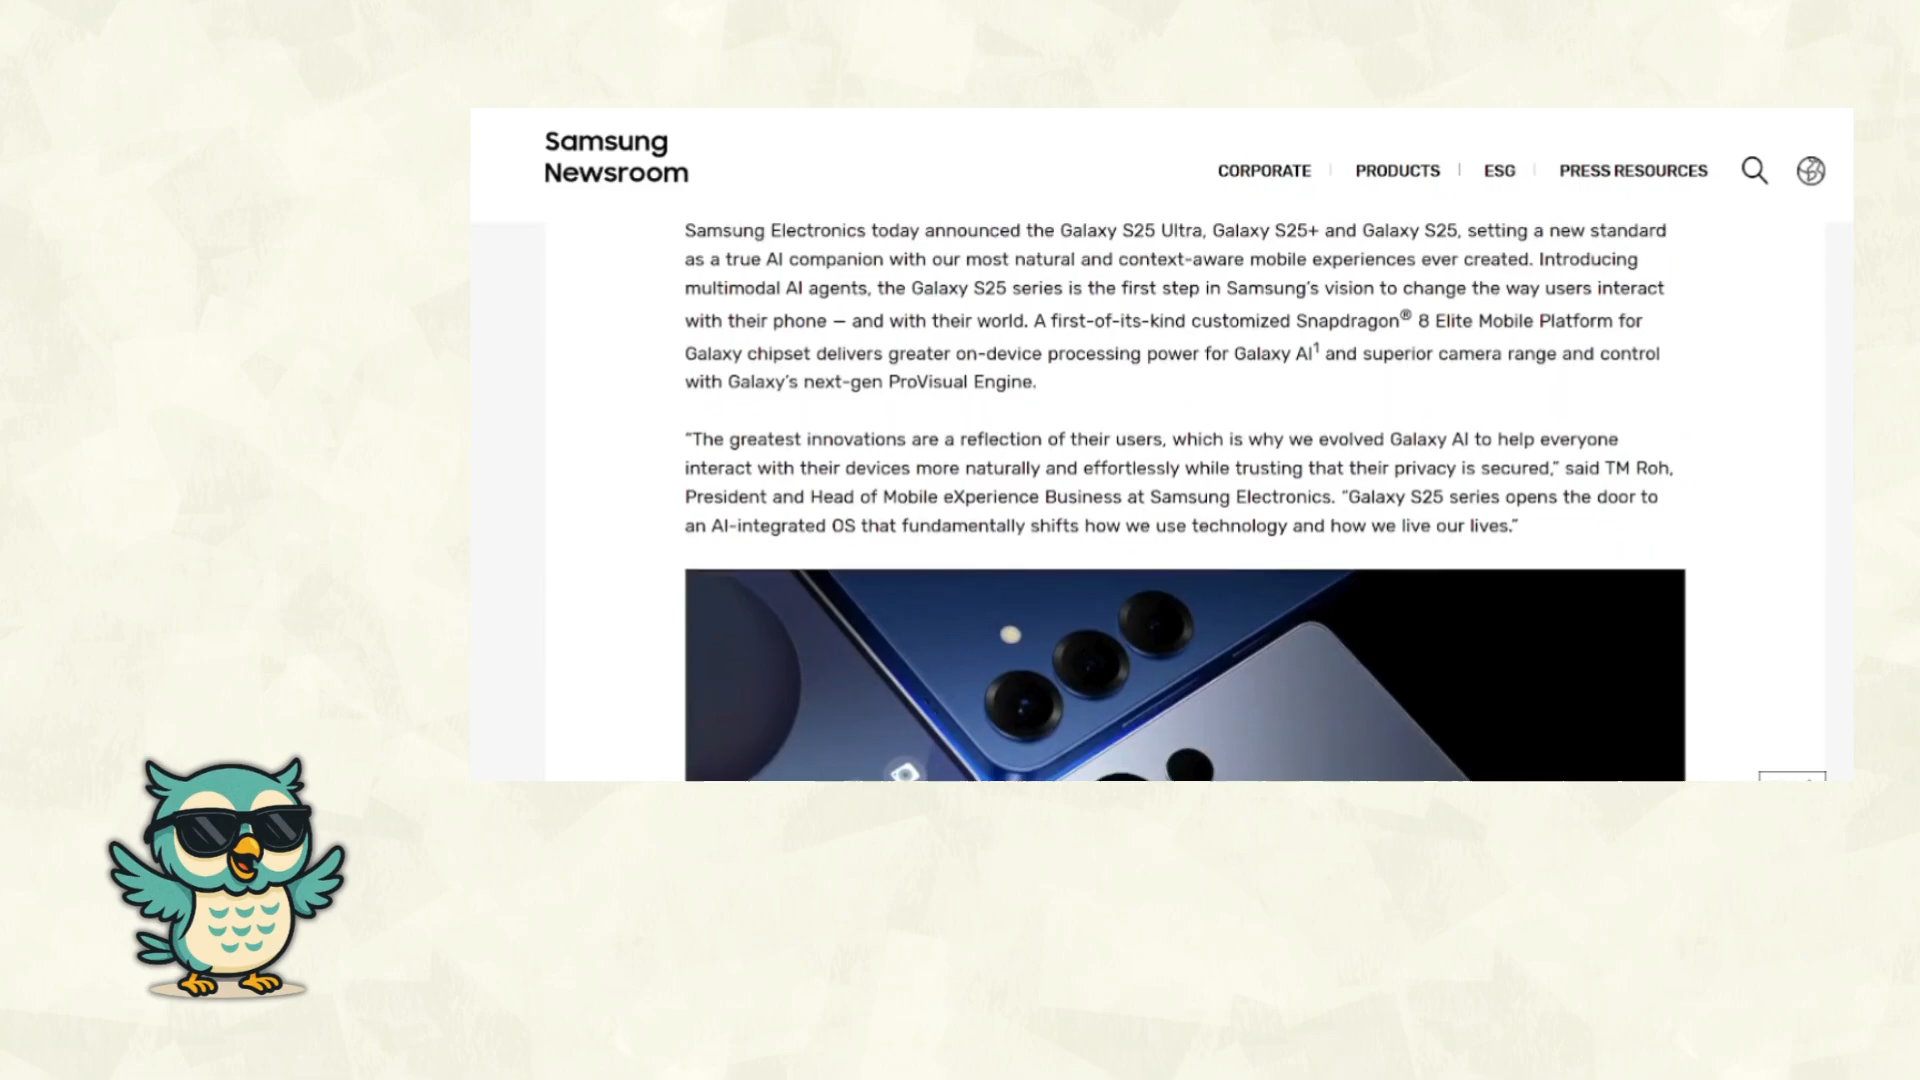 Samsung
Newsroom
CORPORATE PRODUCTS ESG PRESS RESOURCES
Samsung Electronics today announced the Galaxy S25 Ultra, Galaxy S25+ and Galaxy S25, setting a new standard
as a true AI companion with our most natural and context-aware mobile experiences ever created. Introducing
multimodal AI agents, the Galaxy S25 series is the first step in Samsung's vision to change the way users interact
with their phone – and with their world. A first-of-its-kind customized Snapdragon® 8 Elite Mobile Platform for
Galaxy chipset delivers greater on-device processing power for Galaxy AI¹ and superior camera range and control
with Galaxy's next-gen ProVisual Engine.
“The greatest innovations are a reflection of their users, which is why we evolved Galaxy AI to help everyone
interact with their devices more naturally and effortlessly while trusting that their privacy is secured,” said TM Roh,
President and Head of Mobile eXperience Business at Samsung Electronics. “Galaxy S25 series opens the door to
an AI-integrated OS that fundamentally shifts how we use technology and how we live our lives.”